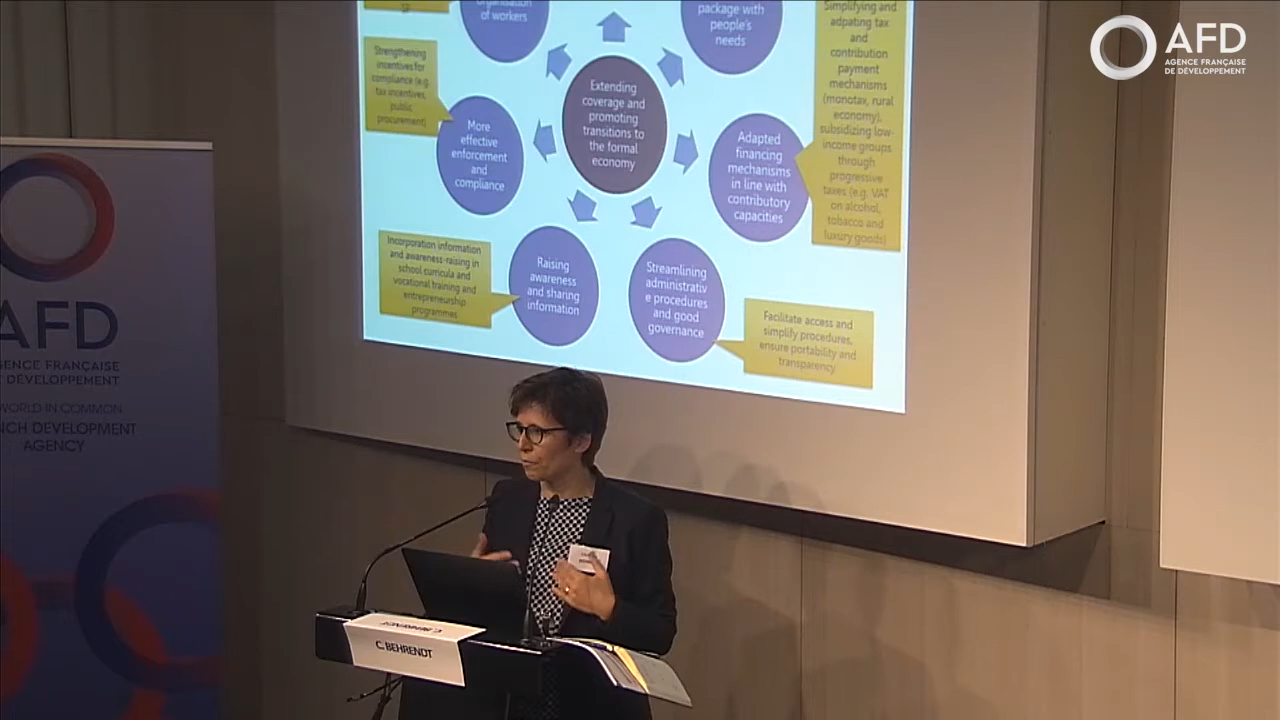 organisation
of workers
package with
people's
needs
Simplifying and
adpating tax
and
contribution
payment
mechanisms
(monotax, rural
economy),
subsidizing low-
income groups
through
progressive
taxes (e.g. VAT
on alcohol,
tobacco and
luxury goods)
AFD
AGENCE FRANÇAISE
DE DÉVELOPPEMENT
Strengthening
incentives for
compliance (e.g.
tax incentives,
public
procurement)
Extending
coverage and
promoting
transitions to
the formal
economy
More
effective
enforcement
and
compliance
Adapted
financing
mechanisms
in line with
contributory
capacities
Incorporation information
and awareness-raising in
school curricula and
vocational training and
entrepreneurship
programmes
Raising
awareness
and sharing
information
Streamlining
administrativ
e procedures
and good
governance
Facilitate access and
simplify procedures,
ensure portability and
transparency
AFD
GENCE FRANÇAISE
DÉVELOPPEMENT
WORLD IN COMMON
NCH DEVELOPMENT
AGENCY
C. BEHRENDT
C. BEHRENDT